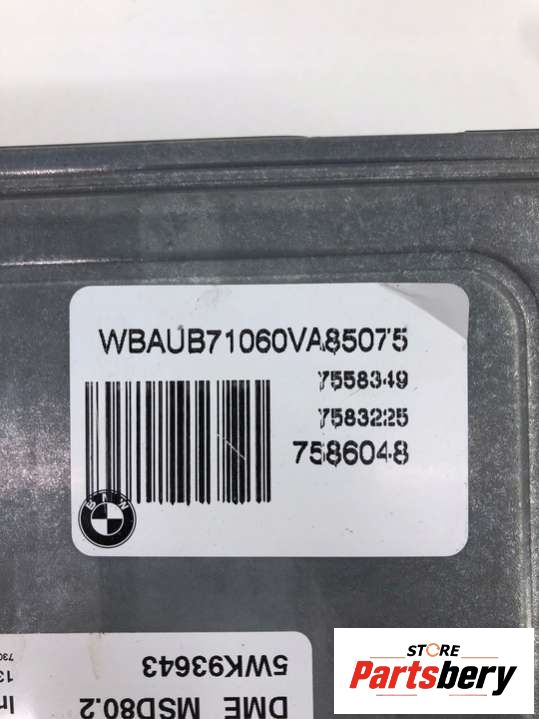 WBAUB71060VA85075
7558349
7583225
7586048
BMW
5WK93643
DME MSD80.2
STORE
Partsbery